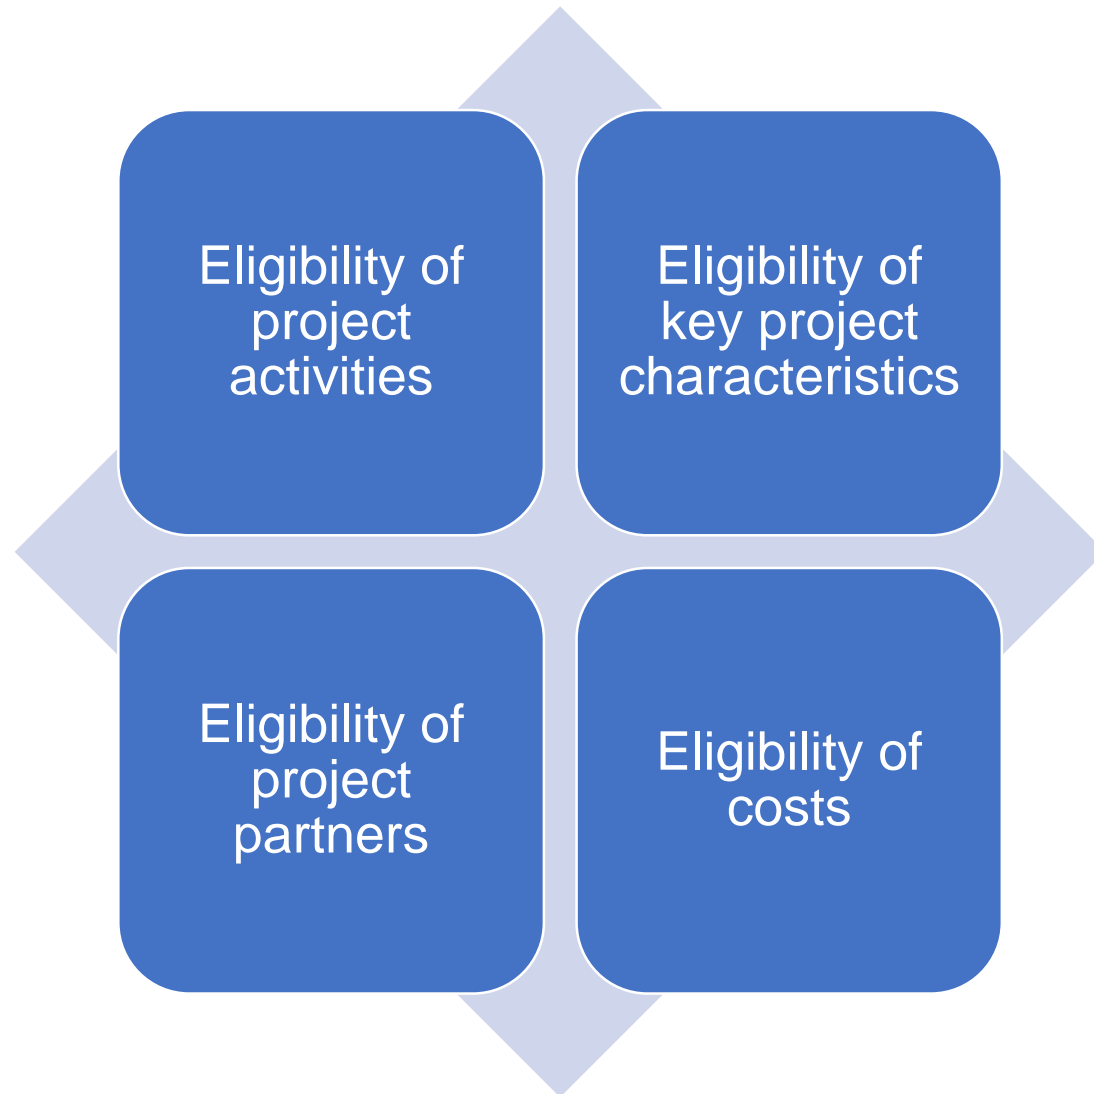 Eligibility of
project
activities
Eligibility of
key project
characteristics
Eligibility of
project
partners
Eligibility of
costs